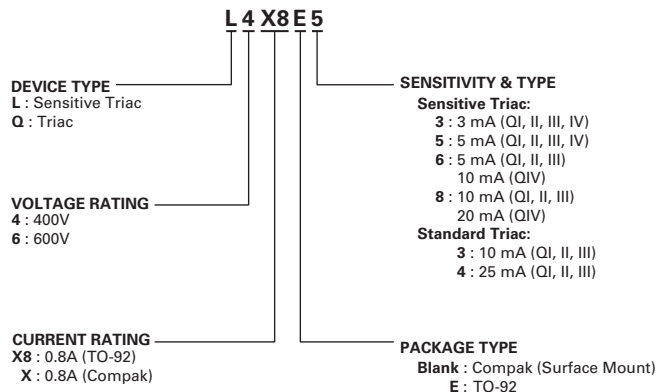 L 4 X8 E 5
DEVICE TYPE
L : Sensitive Triac
Q : Triac
VOLTAGE RATING
4 : 400V
6 : 600V
CURRENT RATING
X8 : 0.8A (TO-92)
X : 0.8A (Compak)
SENSITIVITY & TYPE
Sensitive Triac:
3 : 3 mA (QI, II, III, IV)
5 : 5 mA (QI, II, III, IV)
6 : 5 mA (QI, II, III)
10 mA (QIV)
8 : 10 mA (QI, II, III)
20 mA (QIV)
Standard Triac:
3 : 10 mA (QI, II, III)
4 : 25 mA (QI, II, III)
PACKAGE TYPE
Blank : Compak (Surface Mount)
E : TO-92